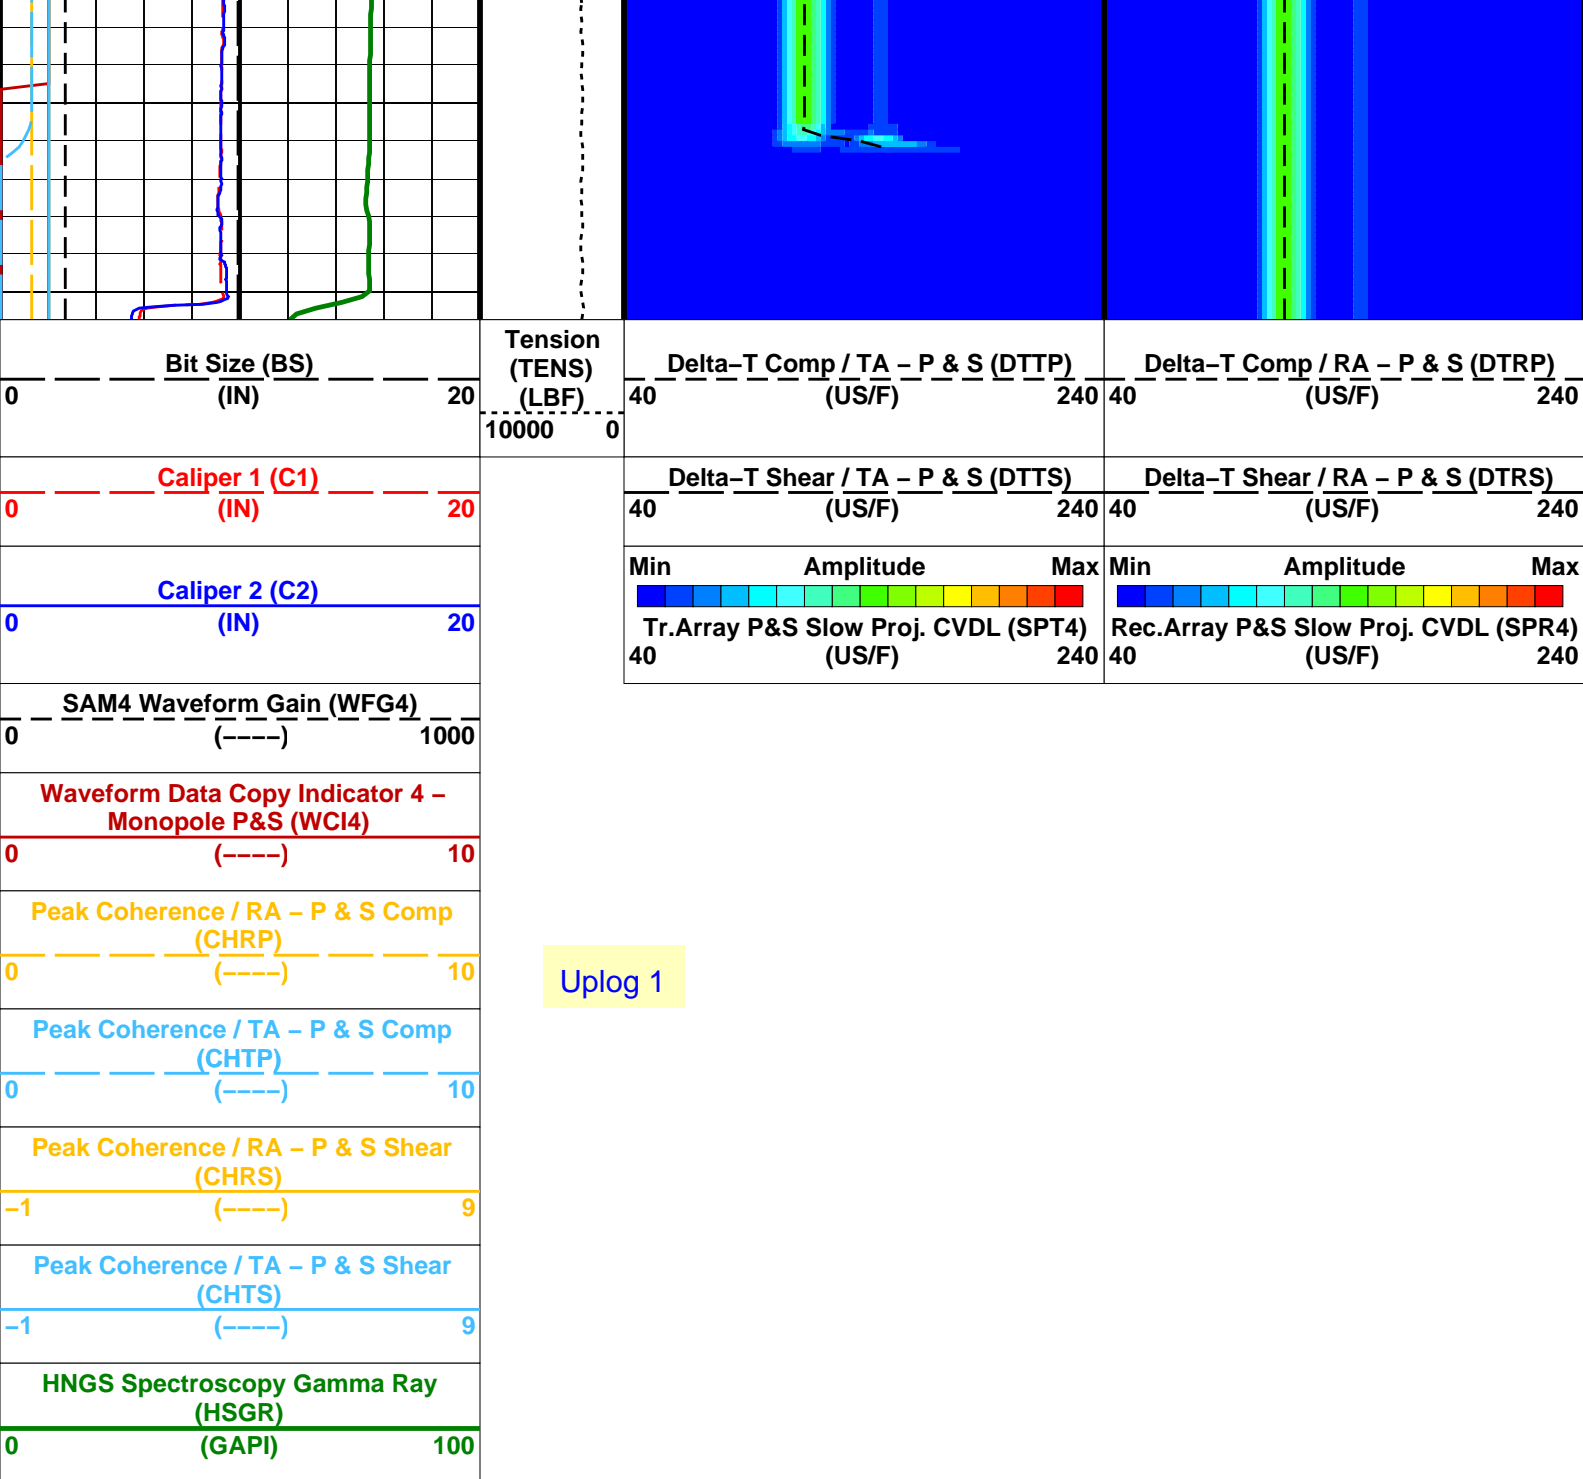 Bit Size (BS)
0 (IN) 20
Tension
(TENS)
(LBF)
10000 0
Delta–T Comp / TA – P & S (DTTP)
40 (US/F) 240
Delta–T Comp / RA – P & S (DTRP)
40 (US/F) 240
Caliper 1 (C1)
0 (IN) 20
Delta–T Shear / TA – P & S (DTTS)
40 (US/F) 240
Delta–T Shear / RA – P & S (DTRS)
40 (US/F) 240
Caliper 2 (C2)
0 (IN) 20
Min Amplitude Max
Tr.Array P&S Slow Proj. CVDL (SPT4)
40 (US/F) 240
Min Amplitude Max
Rec.Array P&S Slow Proj. CVDL (SPR4)
40 (US/F) 240
SAM4 Waveform Gain (WFG4)
0 (––––) 1000
Waveform Data Copy Indicator 4 –
Monopole P&S (WCI4)
0 (––––) 10
Peak Coherence / RA – P & S Comp
(CHRP)
0 (––––) 10
Uplog 1
Peak Coherence / TA – P & S Comp
(CHTP)
0 (––––) 10
Peak Coherence / RA – P & S Shear
(CHRS)
–1 (––––) 9
Peak Coherence / TA – P & S Shear
(CHTS)
–1 (––––) 9
HNGS Spectroscopy Gamma Ray
(HSGR)
0 (GAPI) 100